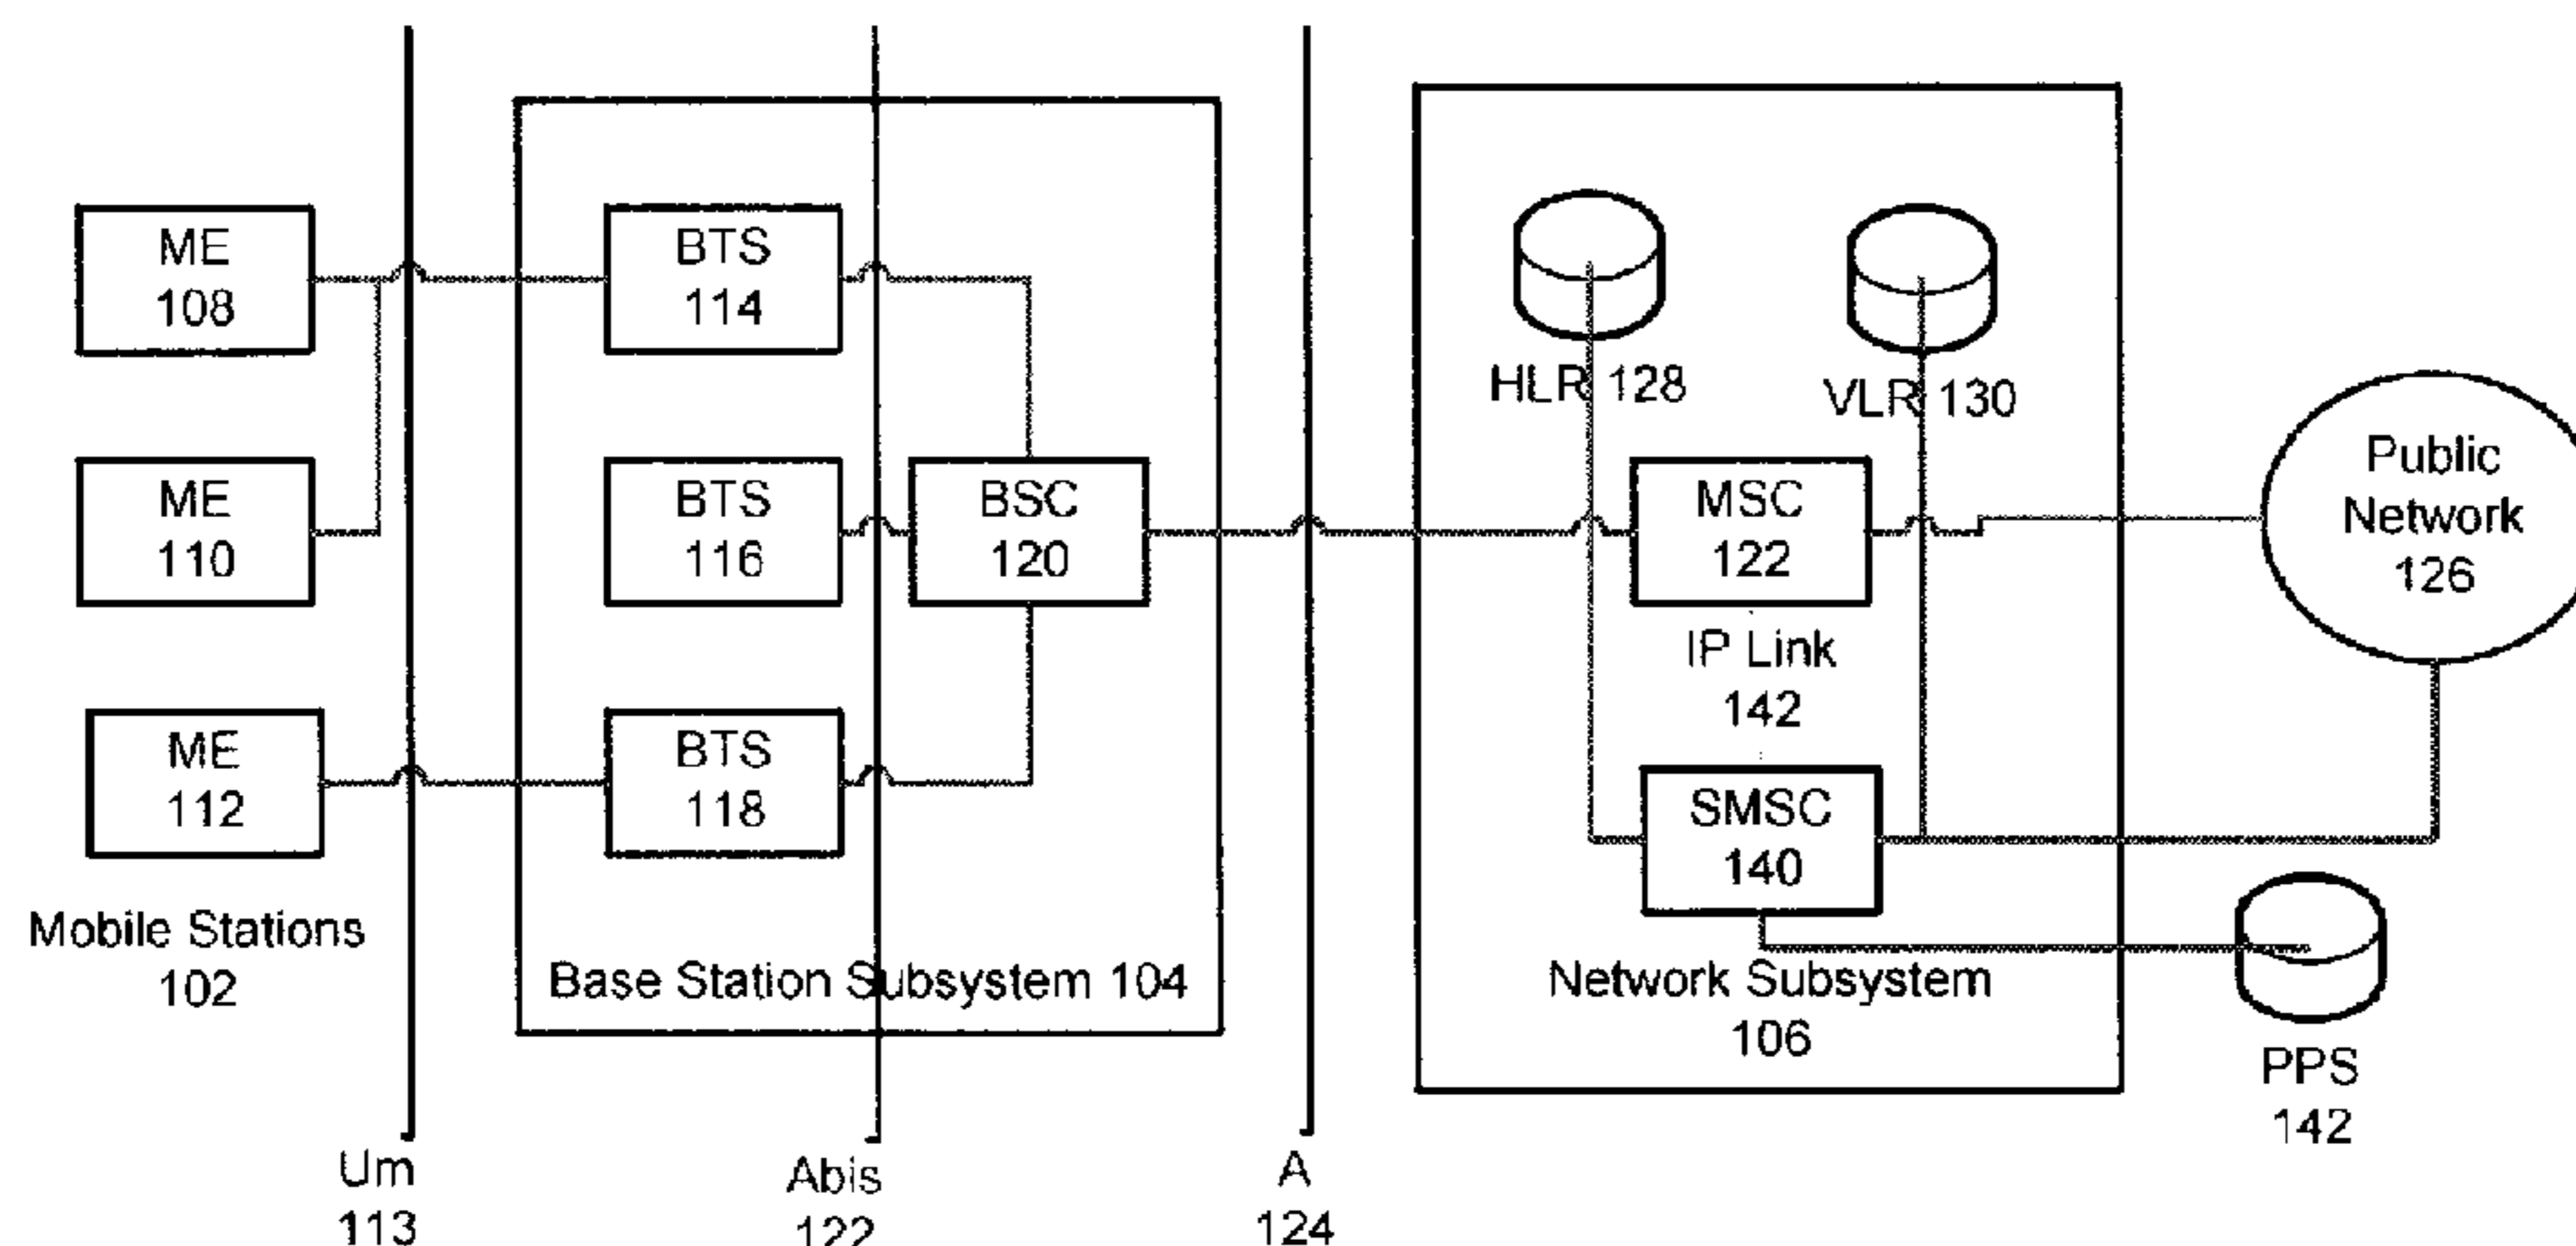 ME
108
BTS
114
HLR 128
VLR 130
ME
110
BTS
116
BSC
120
MSC
122
Public
Network
126
IP Link
142
ME
112
BTS
118
SMSC
140
Mobile Stations
102
Base Station Subsystem 104
Network Subsystem
106
PPS
142
Um
113
Abis
122
A
124